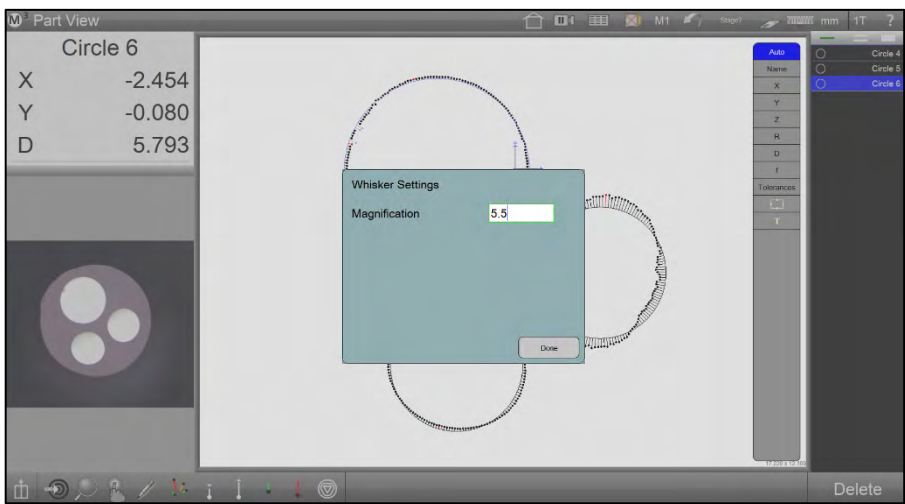 M³ Part View
M1
Stage?
mm
1T
?
Circle 6
X -2.454
Y -0.080
D 5.793
Whisker Settings
Magnification 5.5
Done
Auto
Name
X
Y
Z
R
D
f
Tolerances
T
Circle 4
Circle 5
Circle 6
Delete